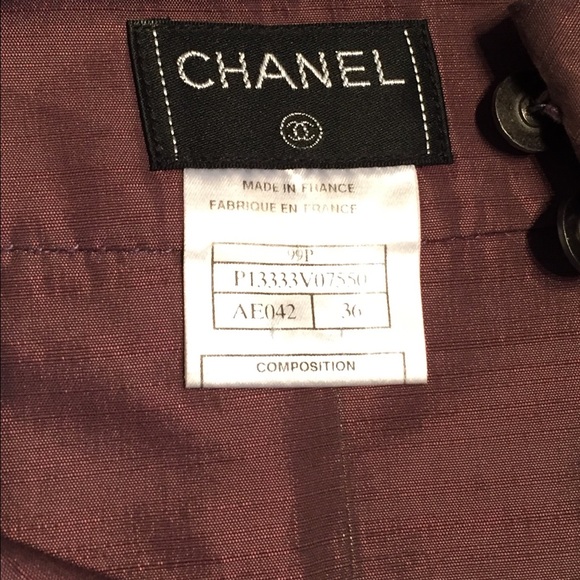 CHANEL
MADE IN FRANCE
FABRIQUE EN FRANCE
99P
P13333V07550
AE042 36
COMPOSITION